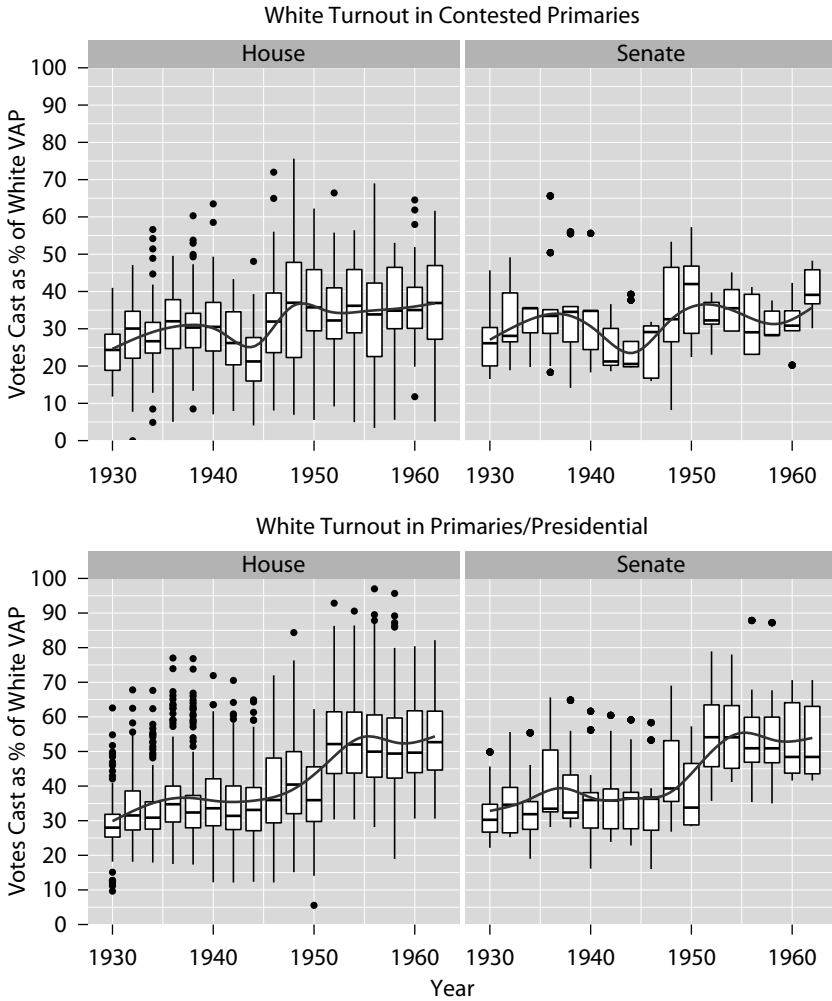 White Turnout in Contested Primaries
House Senate
Votes Cast as % of White VAP
100
90
80
70
60
50
40
30
20
10
0
1930 1940 1950 1960 1930 1940 1950 1960
White Turnout in Primaries/Presidential
House Senate
Votes Cast as % of White VAP
100
90
80
70
60
50
40
30
20
10
0
1930 1940 1950 1960 1930 1940 1950 1960
Year